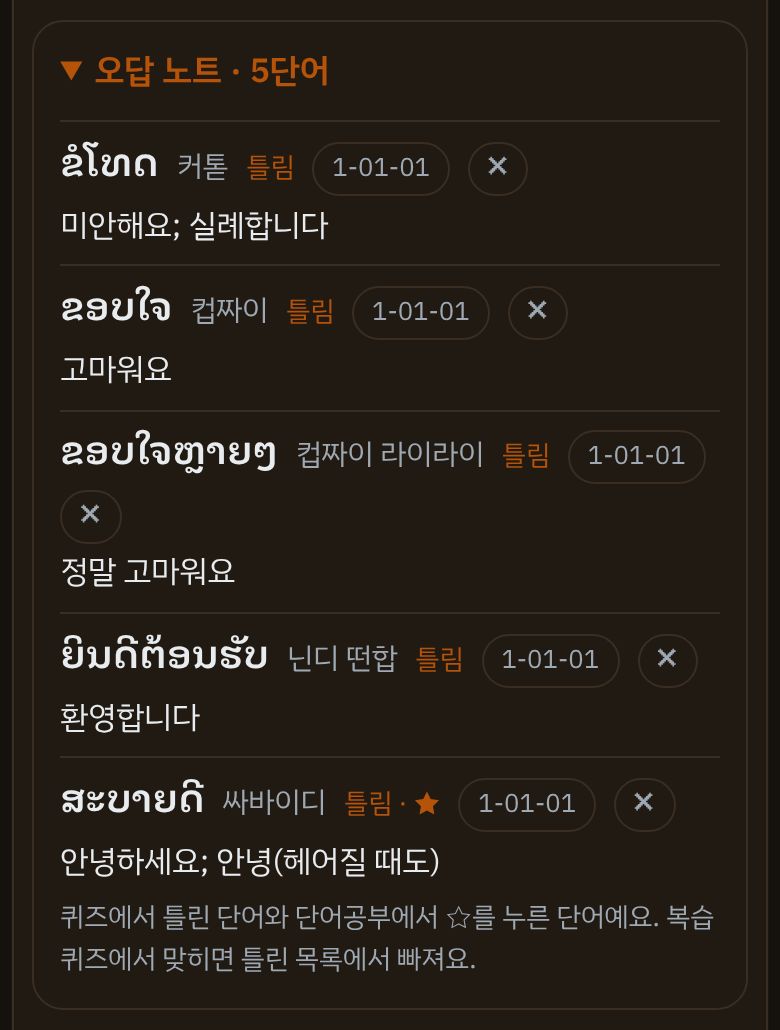 ▼ 오답 노트 · 5단어
ຂໍໂທດ 커톧 틀림 1-01-01 ✕
미안해요; 실례합니다
ຂອບໃຈ 컵짜이 틀림 1-01-01 ✕
고마워요
ຂອບໃຈຫຼາຍໆ 컵짜이 라이라이 틀림 1-01-01
✕
정말 고마워요
ຍິນດີຕ້ອນຮັບ 닌디 떤합 틀림 1-01-01 ✕
환영합니다
ສະບາຍດີ 싸바이디 틀림 · ★ 1-01-01 ✕
안녕하세요; 안녕(헤어질 때도)
퀴즈에서 틀린 단어와 단어공부에서 ☆를 누른 단어예요. 복습
퀴즈에서 맞히면 틀린 목록에서 빠져요.